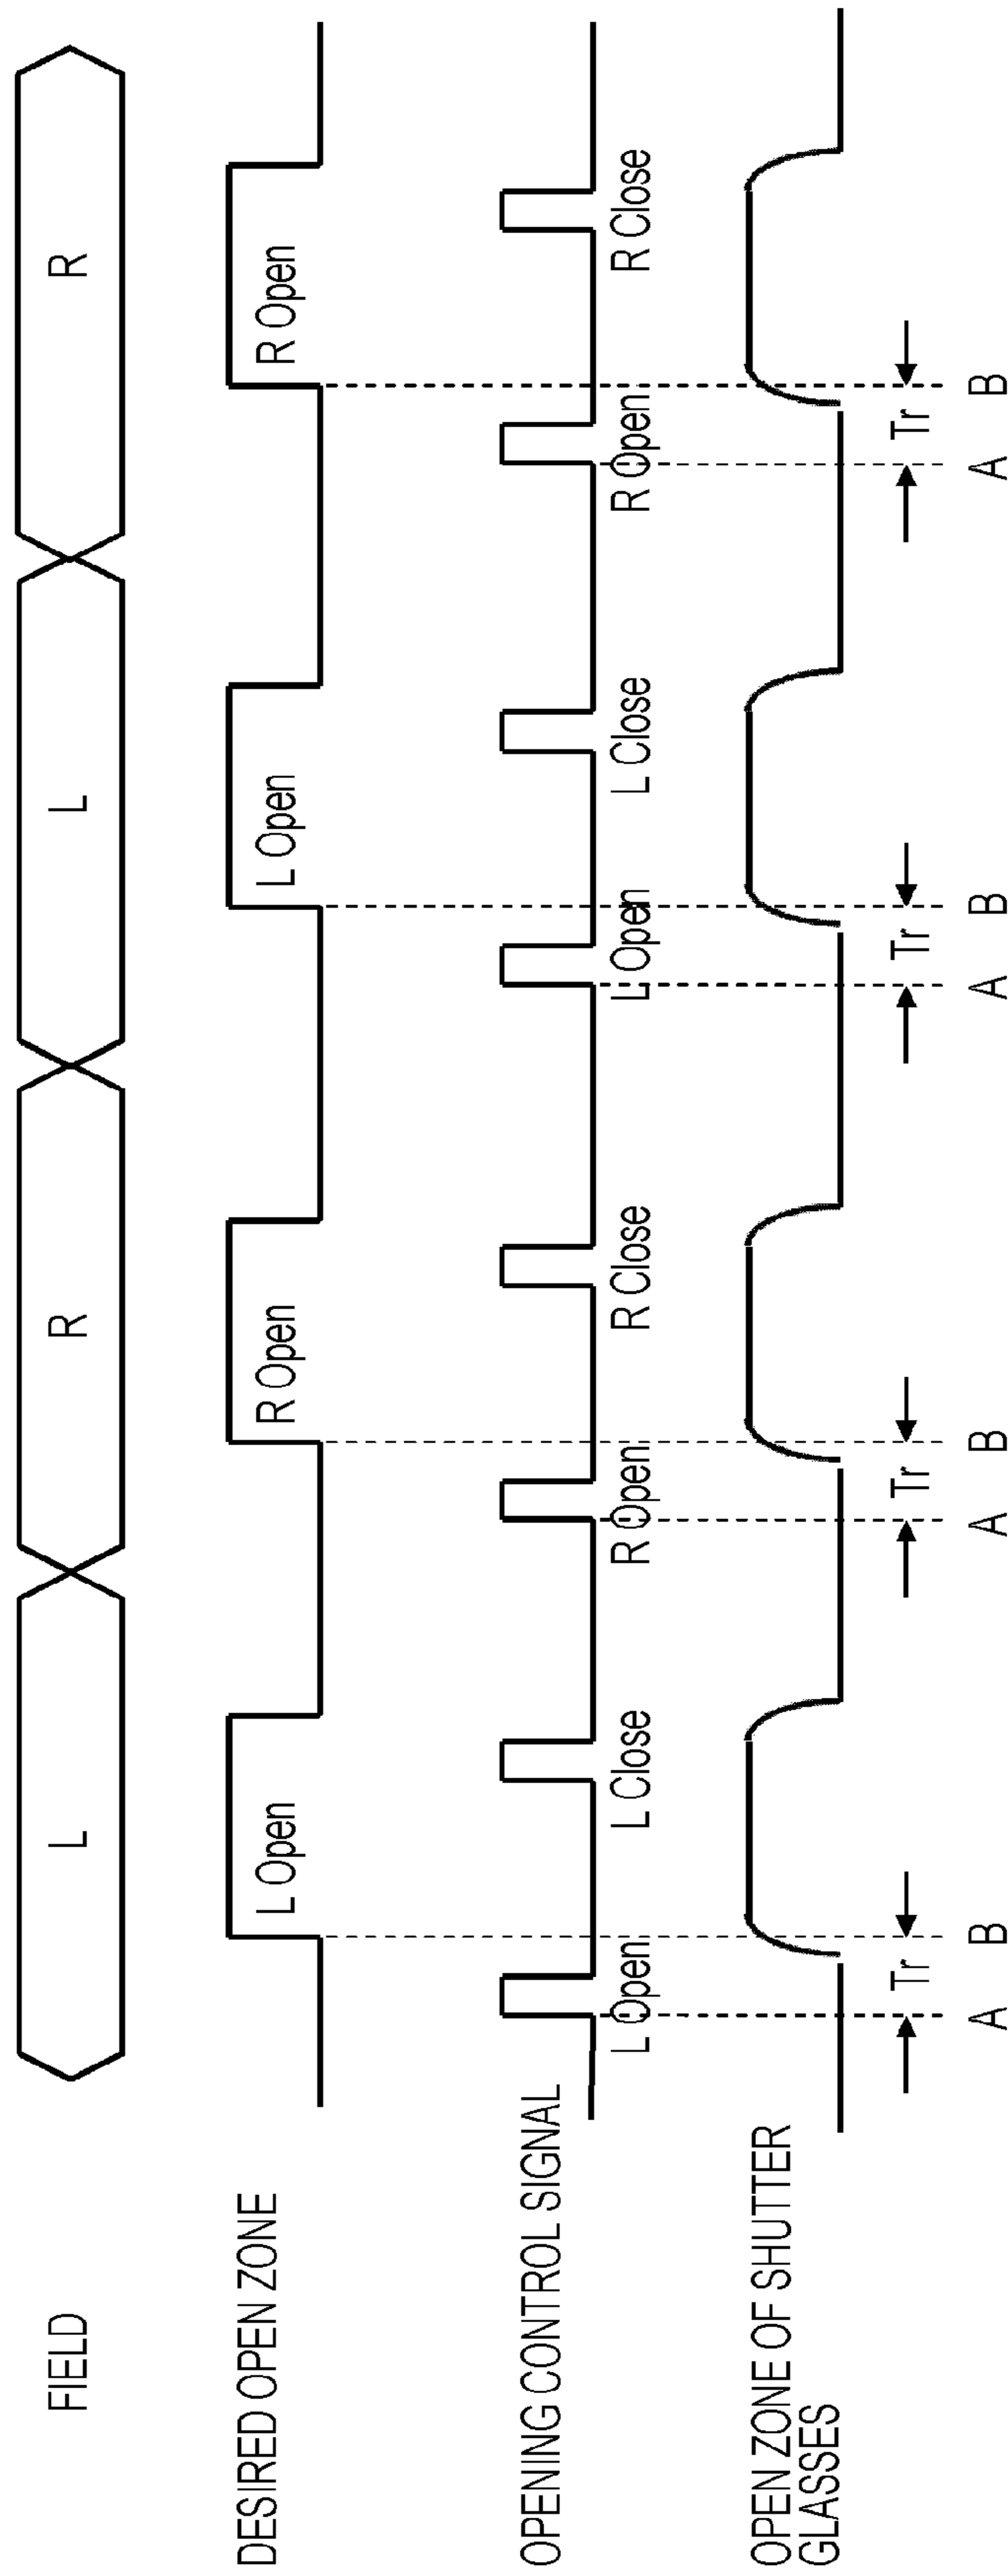 FIELD
L
R
L
R
DESIRED OPEN ZONE
L Open
R Open
L Open
R Open
OPENING CONTROL SIGNAL
L Open
L Close
R Open
R Close
L Open
L Close
R Open
R Close
OPEN ZONE OF SHUTTER
GLASSES
Tr
Tr
Tr
Tr
A
B
A
B
A
B
A
B